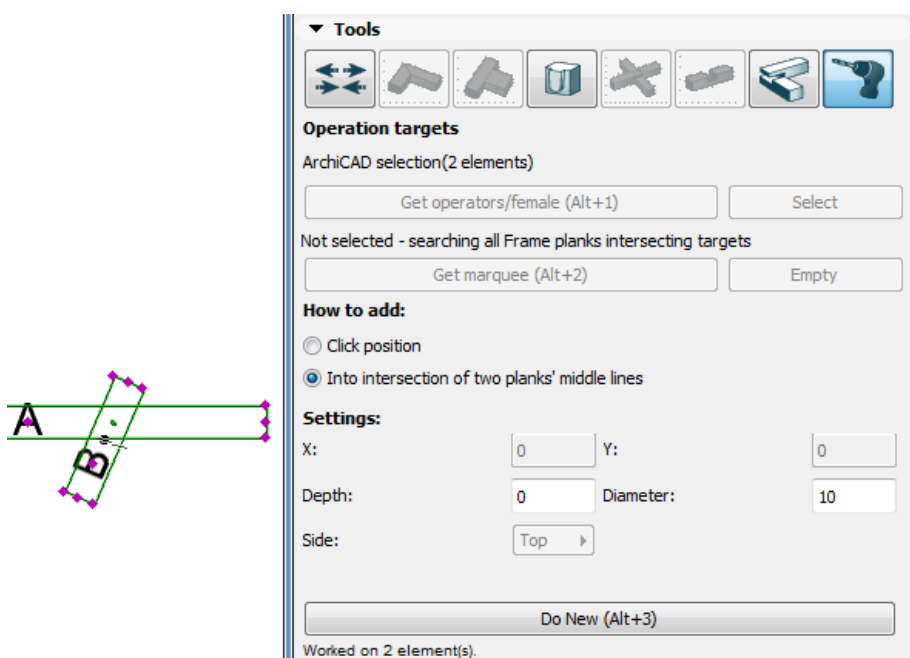 Tools
Operation targets
ArchiCAD selection(2 elements)
Get operators/female (Alt+1) Select
Not selected - searching all Frame planks intersecting targets
Get marquee (Alt+2) Empty
How to add:
Click position
Into intersection of two planks' middle lines
Settings:
X: 0 Y: 0
Depth: 0 Diameter: 10
Side: Top
Do New (Alt+3)
Worked on 2 element(s).
A
B